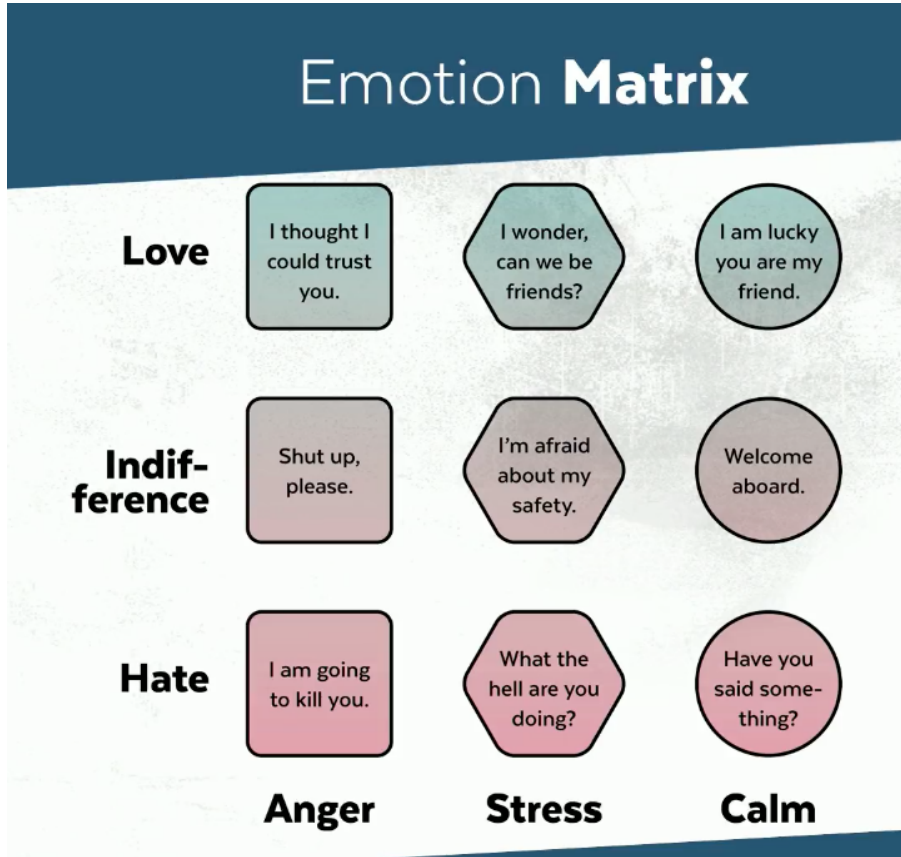 Emotion Matrix
Love
I thought I
could trust
you.
I wonder,
can we be
friends?
I am lucky
you are my
friend.
Indif-
ference
Shut up,
please.
I'm afraid
about my
safety.
Welcome
aboard.
Hate
I am going
to kill you.
What the
hell are you
doing?
Have you
said some-
thing?
Anger
Stress
Calm